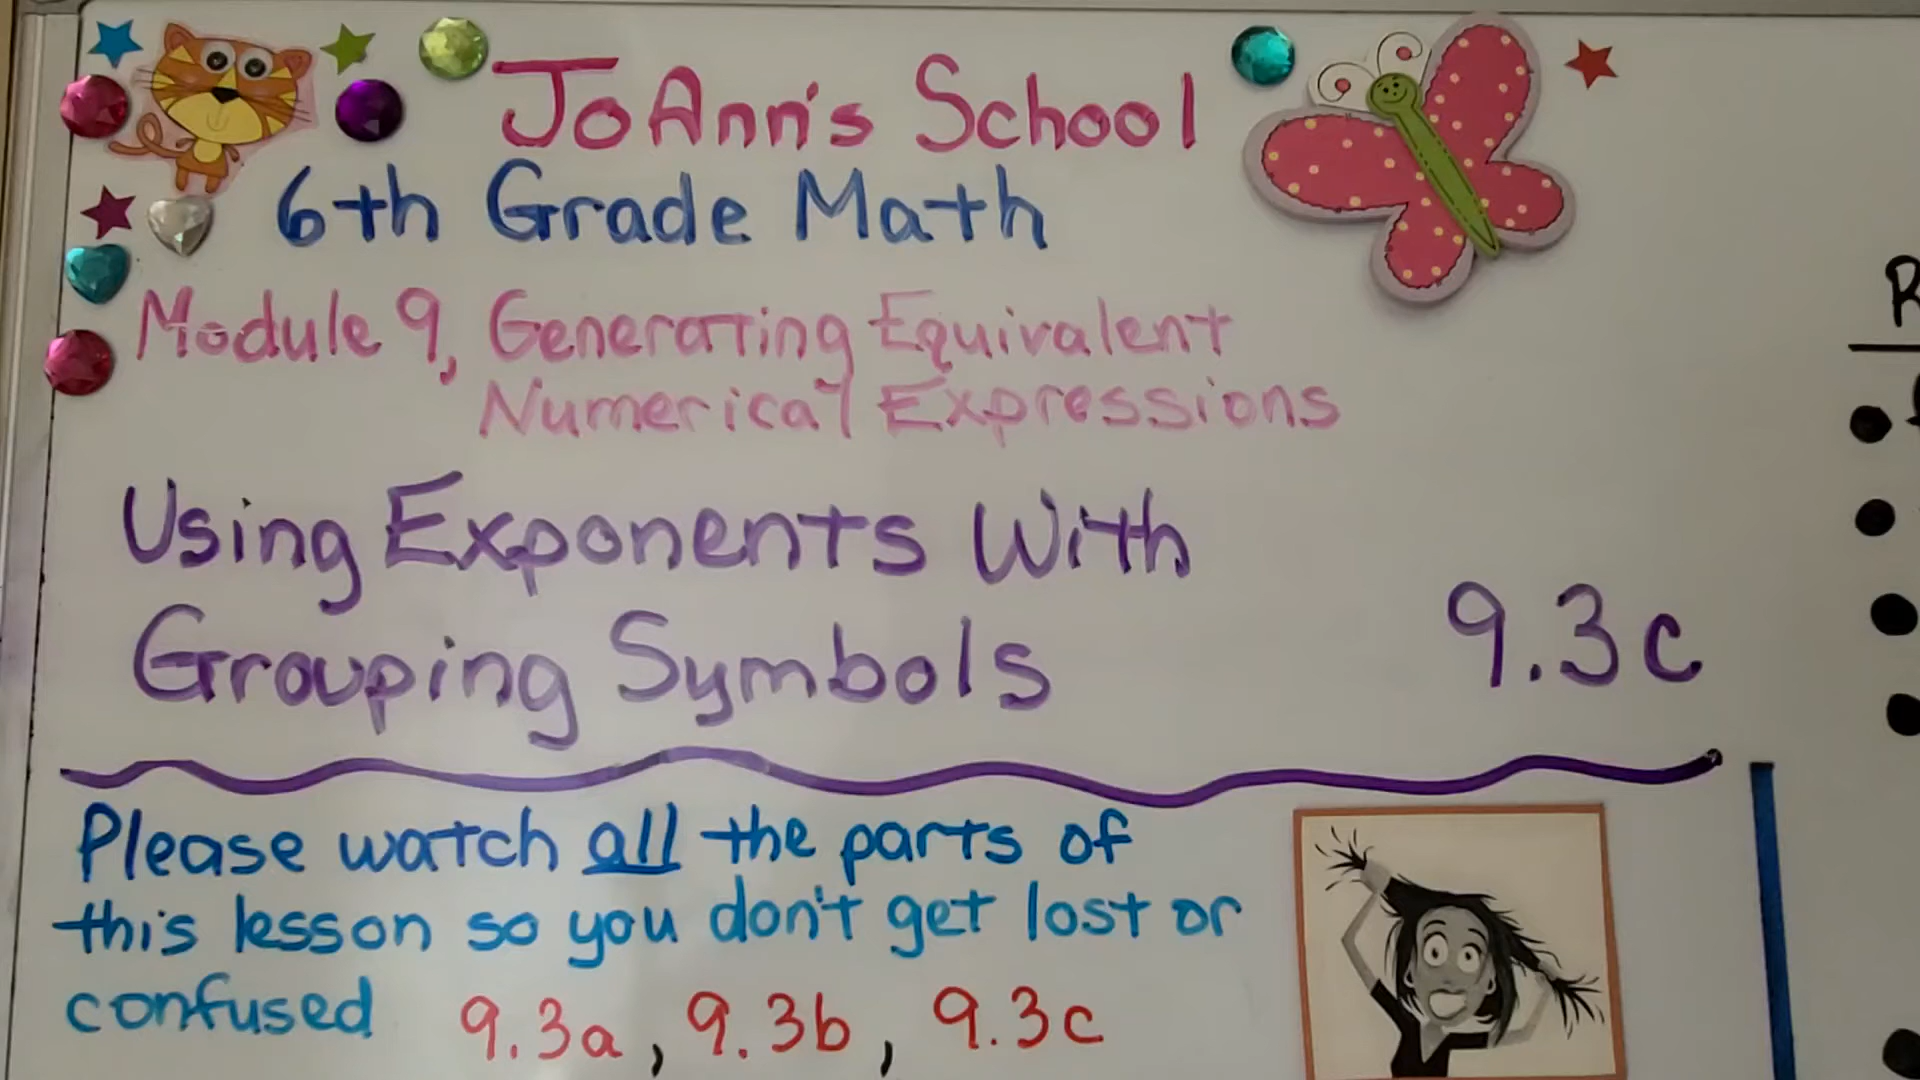 JoAnn's School
6th Grade Math
Module 9, Generating Equivalent
Numerical Expressions
Using Exponents With
Grouping Symbols
9.3c
Please watch all the parts of
this lesson so you don't get lost or
confused 9.3a, 9.3b, 9.3c